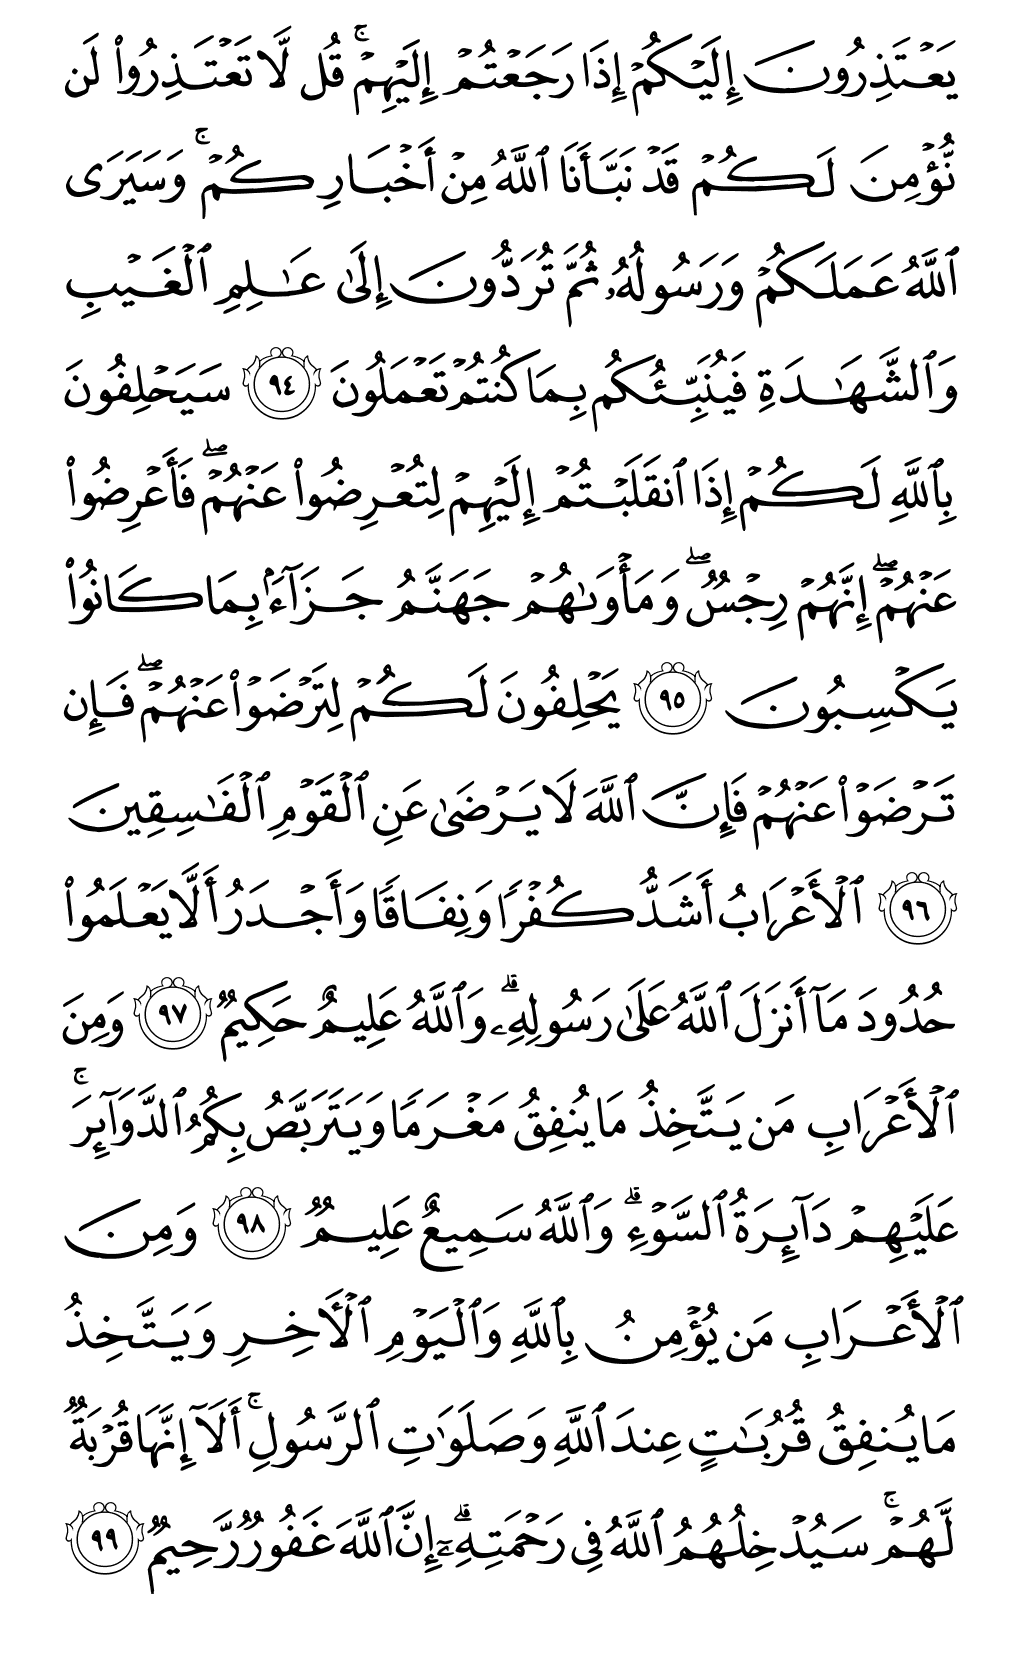 يَعۡتَذِرُونَ إِلَيۡكُمۡ إِذَا رَجَعۡتُمۡ إِلَيۡهِمۡۚ قُل لَّا تَعۡتَذِرُواْ لَن
نُّؤۡمِنَ لَكُمۡ قَدۡ نَبَّأَنَا ٱللَّهُ مِنۡ أَخۡبَارِكُمۡۚ وَسَيَرَى
ٱللَّهُ عَمَلَكُمۡ وَرَسُولُهُۥ ثُمَّ تُرَدُّونَ إِلَىٰ عَٰلِمِ ٱلۡغَيۡبِ
وَٱلشَّهَٰدَةِ فَيُنَبِّئُكُم بِمَا كُنتُمۡ تَعۡمَلُونَ ٩٤ سَيَحۡلِفُونَ
بِٱللَّهِ لَكُمۡ إِذَا ٱنقَلَبۡتُمۡ إِلَيۡهِمۡ لِتُعۡرِضُواْ عَنۡهُمۡۖ فَأَعۡرِضُواْ
عَنۡهُمۡۖ إِنَّهُمۡ رِجۡسٞۖ وَمَأۡوَىٰهُمۡ جَهَنَّمُ جَزَآءَۢ بِمَا كَانُواْ
يَكۡسِبُونَ ٩٥ يَحۡلِفُونَ لَكُمۡ لِتَرۡضَوۡاْ عَنۡهُمۡۖ فَإِن
تَرۡضَوۡاْ عَنۡهُمۡ فَإِنَّ ٱللَّهَ لَا يَرۡضَىٰ عَنِ ٱلۡقَوۡمِ ٱلۡفَٰسِقِينَ
٩٦ ٱلۡأَعۡرَابُ أَشَدُّ كُفۡرٗا وَنِفَاقٗا وَأَجۡدَرُ أَلَّا يَعۡلَمُواْ
حُدُودَ مَآ أَنزَلَ ٱللَّهُ عَلَىٰ رَسُولِهِۦۗ وَٱللَّهُ عَلِيمٌ حَكِيمٞ ٩٧ وَمِنَ
ٱلۡأَعۡرَابِ مَن يَتَّخِذُ مَا يُنفِقُ مَغۡرَمٗا وَيَتَرَبَّصُ بِكُمُ ٱلدَّوَآئِرَۚ
عَلَيۡهِمۡ دَآئِرَةُ ٱلسَّوۡءِۗ وَٱللَّهُ سَمِيعٌ عَلِيمٞ ٩٨ وَمِنَ
ٱلۡأَعۡرَابِ مَن يُؤۡمِنُ بِٱللَّهِ وَٱلۡيَوۡمِ ٱلۡأٓخِرِ وَيَتَّخِذُ
مَا يُنفِقُ قُرُبَٰتٍ عِندَ ٱللَّهِ وَصَلَوَٰتِ ٱلرَّسُولِۚ أَلَآ إِنَّهَا قُرۡبَةٞ
لَّهُمۡۚ سَيُدۡخِلُهُمُ ٱللَّهُ فِي رَحۡمَتِهِۦٓۗ إِنَّ ٱللَّهَ غَفُورٞ رَّحِيمٞ ٩٩